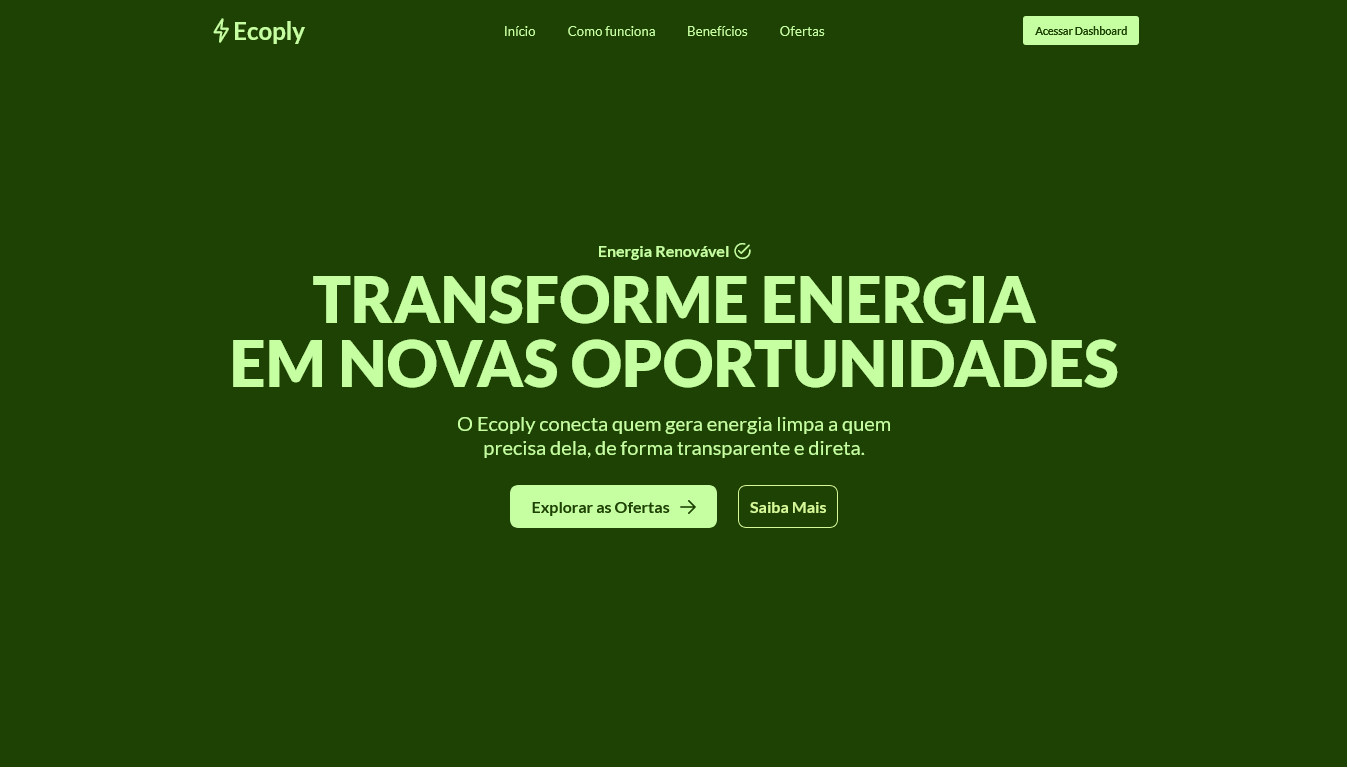 Ecoply
Início
Como funciona
Benefícios
Ofertas
Acessar Dashboard
Energia Renovável
TRANSFORME ENERGIA
EM NOVAS OPORTUNIDADES
O Ecoply conecta quem gera energia limpa a quem
precisa dela, de forma transparente e direta.
Explorar as Ofertas
Saiba Mais